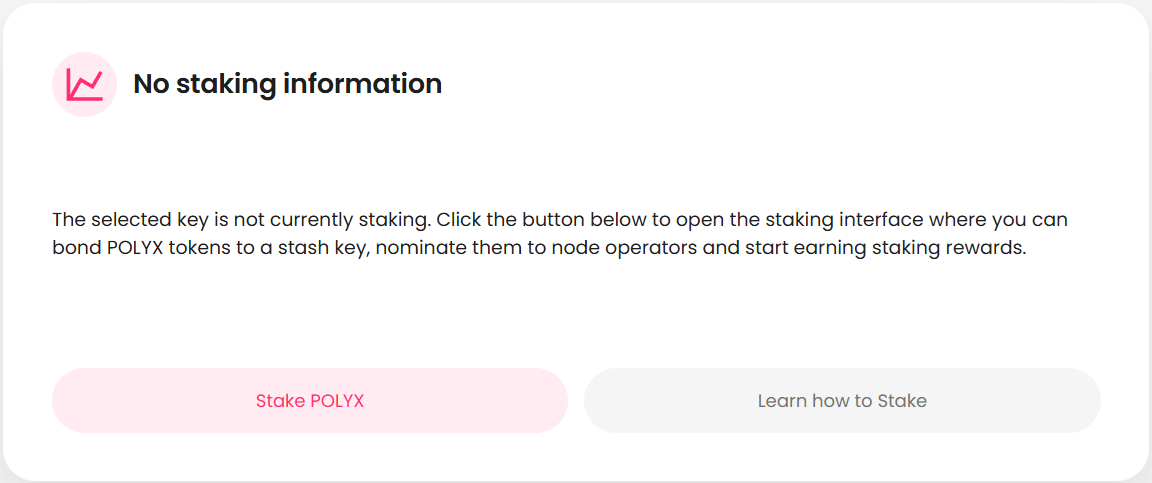 No staking information
The selected key is not currently staking. Click the button below to open the staking interface where you can
bond POLYX tokens to a stash key, nominate them to node operators and start earning staking rewards.
Stake POLYX
Learn how to Stake